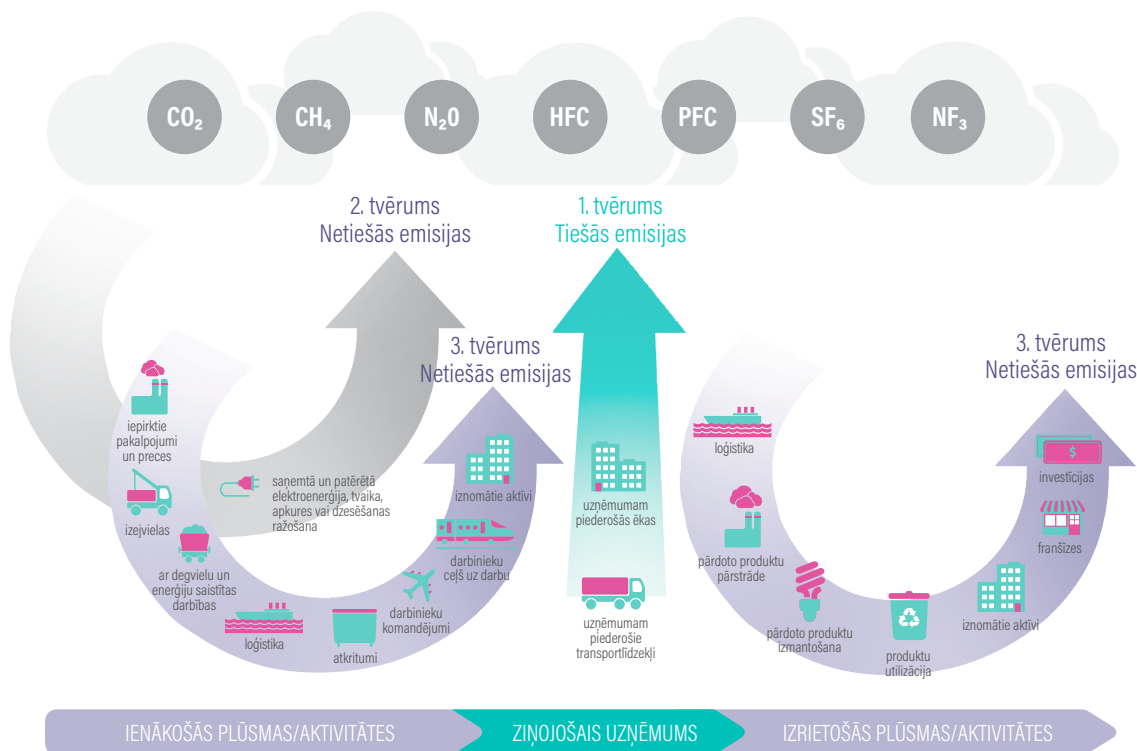 CO₂
CH₄
N₂0
HFC
PFC
SF₆
NF₃
2. tvērums
Netiešās emisijas
1. tvērums
Tiešās emisijas
3. tvērums
Netiešās emisijas
3. tvērums
Netiešās emisijas
iepirktie
pakalpojumi
un preces
izejvielas
ar degvielu un
enerģiju saistītas
darbības
loģistika
atkritumi
darbinieku
komandējumi
darbinieku
ceļš uz darbu
iznomātie aktīvi
saņemtā un patērētā
elektroenerģija, tvaika,
apkures vai dzesēšanas
ražošana
uzņēmumam
piederošās ēkas
uzņēmumam
piederošie
transportlīdzekļi
loģistika
pārdoto produktu
pārstrāde
pārdoto produktu
izmantošana
produktu
utilizācija
iznomātie aktīvi
franšīzes
$
investīcijas
IENĀKOŠĀS PLŪSMAS/AKTIVITĀTES
ZIŅOJOŠAIS UZŅĒMUMS
IZRIETOŠĀS PLŪSMAS/AKTIVITĀTES